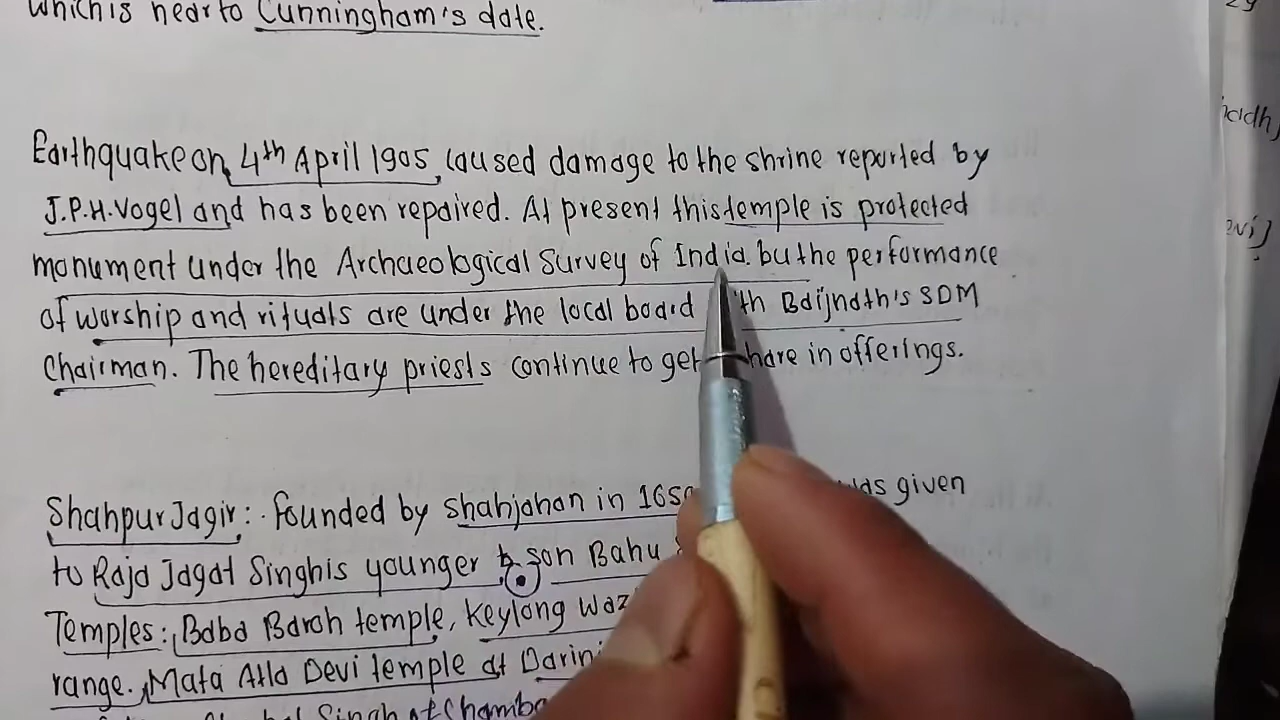 which is near to Cunningham's date.
Earthquake on, 4th April 1905, caused damage to the shrine reported by
J.P.H. Vogel and has been repaired. At present this temple is protected
monument under the Archaeological Survey of India. but the performance
of worship and rituals are under the local board Baijnath's SDM
Chairman. The hereditary priests continue to get in offerings.
Shahpur Jagir: Founded by Shahjahan in given
to Raja Jagat Singhis younger son Bahu
Temples: Baba Barah temple, Keylong
range. Mata Atla Devi temple at
Singh of